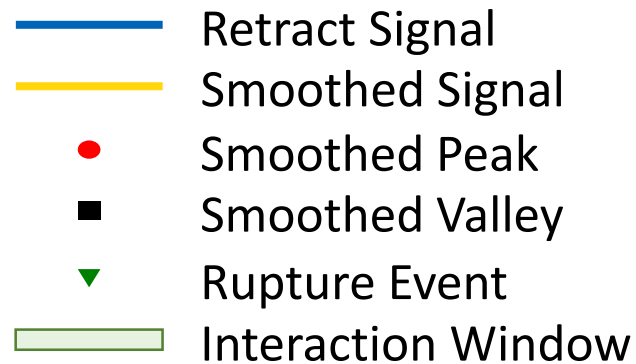 Retract Signal
Smoothed Signal
Smoothed Peak
Smoothed Valley
Rupture Event
Interaction Window